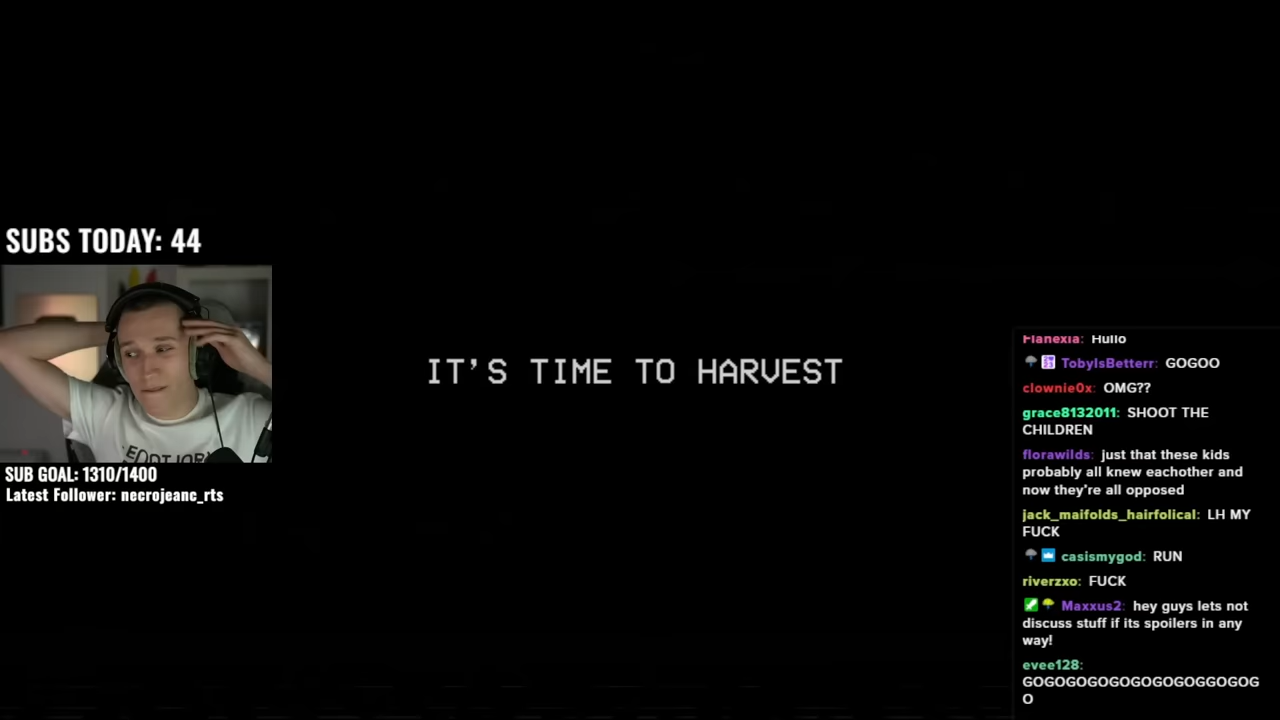 SUBS TODAY: 44
IT'S TIME TO HARVEST
SUB GOAL: 1310/1400
Latest Follower: necrojeanc_rts
Flanexia: Hullo
TobyIsBetterr: GOGOO
clownie0x: OMG??
grace8132011: SHOOT THE
CHILDREN
florawilds: just that these kids
probably all knew eachother and
now they're all opposed
jack_maifolds_hairfolical: LH MY
FUCK
casismygod: RUN
riverzxo: FUCK
Maxxus2: hey guys lets not
discuss stuff if its spoilers in any
way!
evee128:
GOGOGOGOGOGOGOGOGGOGOG
O